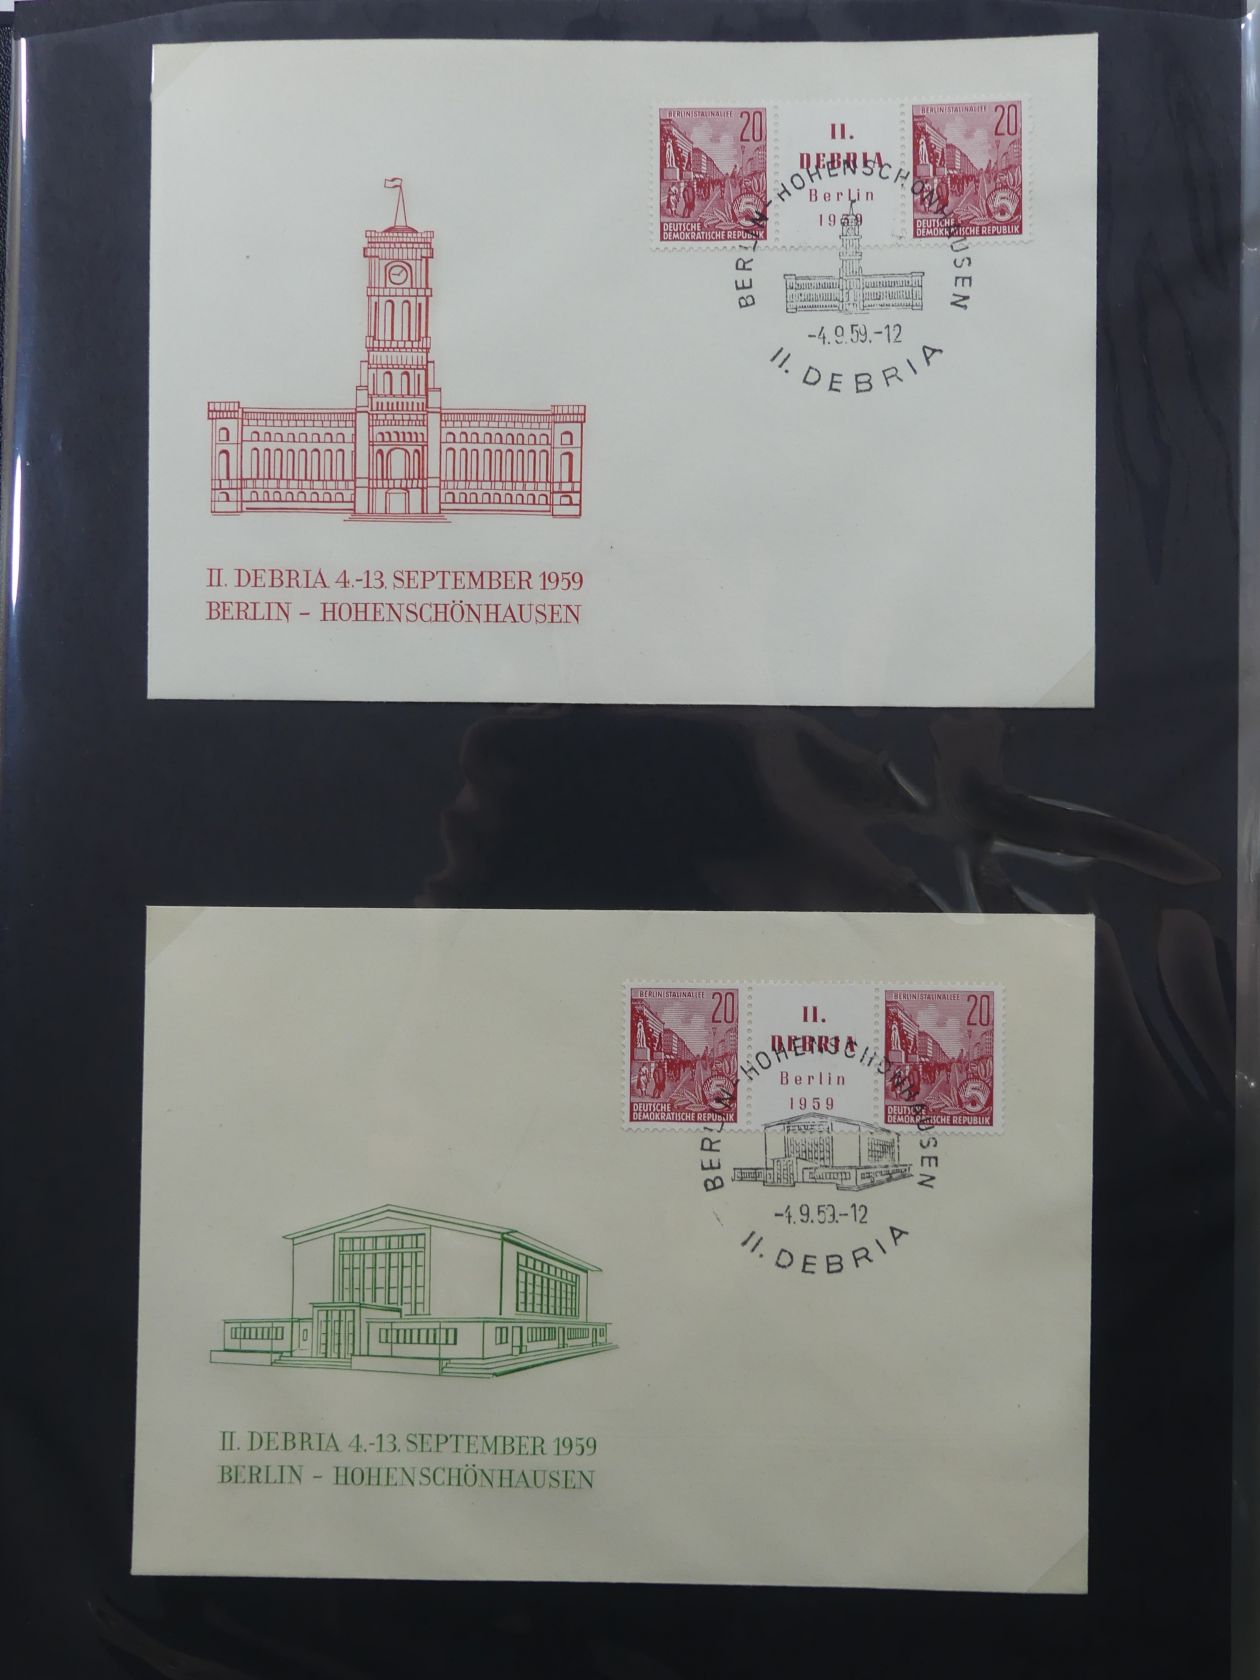 BERLIN STALINALLEE
20
DEUTSCHE
DEMOKRATISCHE REPUBLIK
II.
DEBRIA
Berlin
1959
BERLIN STALINALLEE
20
DEUTSCHE
DEMOKRATISCHE REPUBLIK
BERLIN-HOHENSCHÖNHAUSEN
-4.9.59.-12
II. DEBRIA
II. DEBRIA 4.-13. SEPTEMBER 1959
BERLIN - HOHENSCHÖNHAUSEN
BERLIN STALINALLEE
20
DEUTSCHE
DEMOKRATISCHE REPUBLIK
II.
DEBRIA
Berlin
1959
BERLIN STALINALLEE
20
DEUTSCHE
DEMOKRATISCHE REPUBLIK
BERLIN-HOHENSCHÖNHAUSEN
-4.9.59.-12
II. DEBRIA
II. DEBRIA 4.-13. SEPTEMBER 1959
BERLIN - HOHENSCHÖNHAUSEN